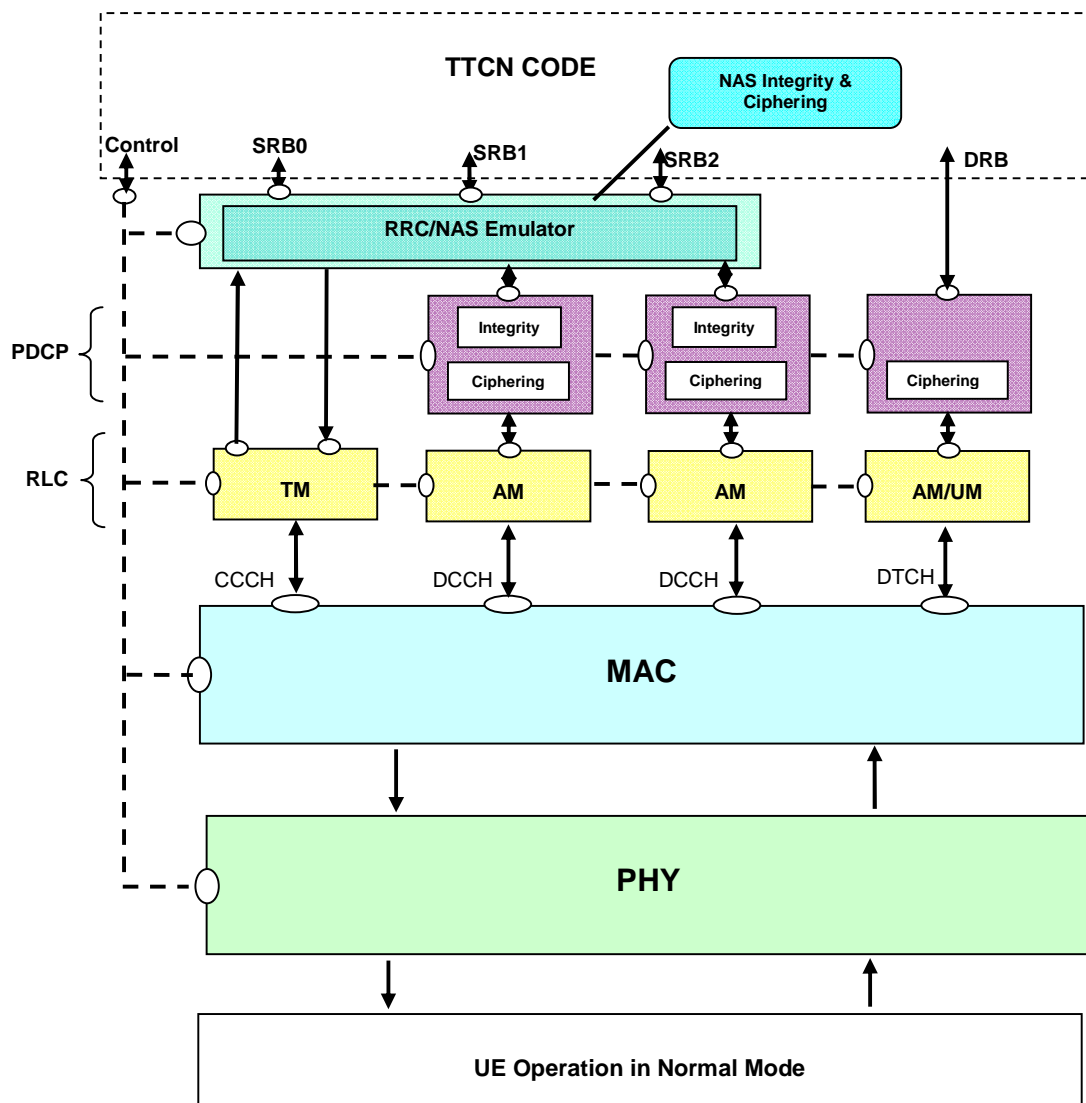 TTCN CODE
NAS Integrity &
Ciphering
Control
SRB0
SRB1
SRB2
DRB
RRC/NAS Emulator
PDCP
Integrity
Ciphering
Integrity
Ciphering
Ciphering
RLC
TM
AM
AM
AM/UM
CCCH
DCCH
DCCH
DTCH
MAC
PHY
UE Operation in Normal Mode